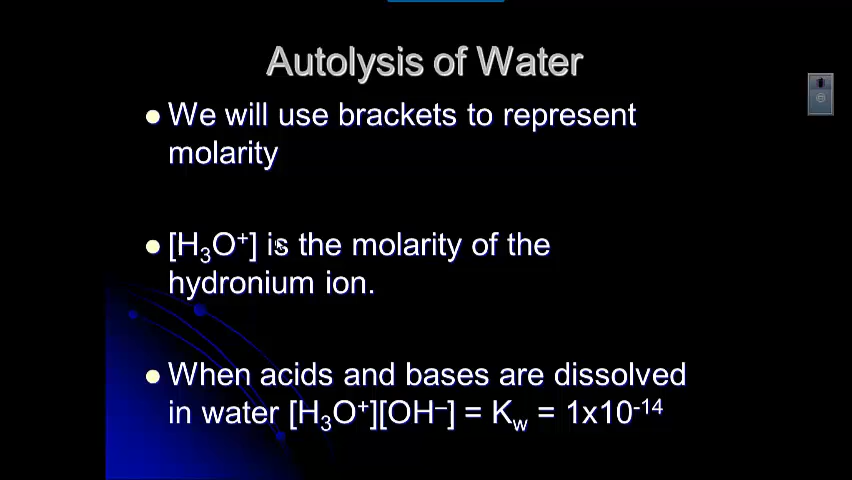 Autolysis of Water
We will use brackets to represent
molarity
[H₃O⁺] is the molarity of the
hydronium ion.
When acids and bases are dissolved
in water [H₃O⁺][OH⁻] = Kw = 1x10⁻¹⁴